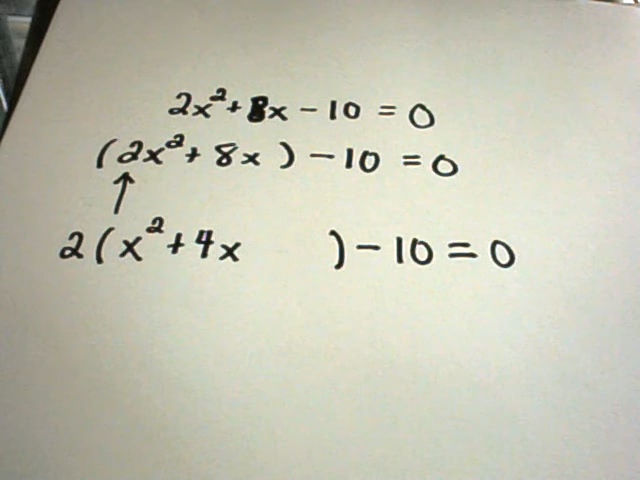 2x² + 8x - 10 = 0
(2x² + 8x ) - 10 = 0
↑
2(x² + 4x ) - 10 = 0